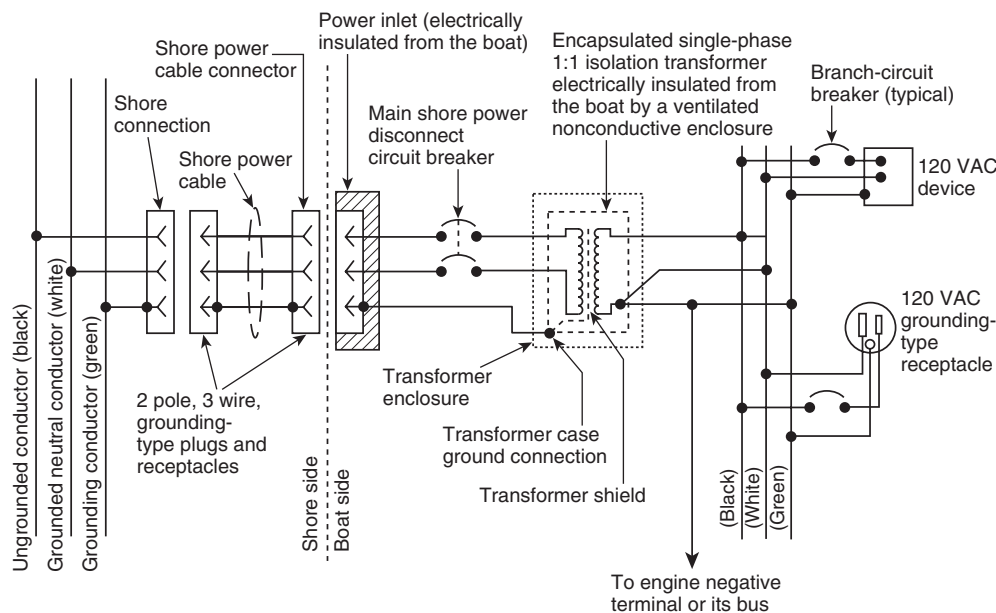 Power inlet (electrically
insulated from the boat)
Shore power
cable connector
Shore
connection
Shore power
cable
Main shore power
disconnect
circuit breaker
Encapsulated single-phase
1:1 isolation transformer
electrically insulated from
the boat by a ventilated
nonconductive enclosure
Branch-circuit
breaker (typical)
120 VAC
device
120 VAC
grounding-
type
receptacle
Ungrounded conductor (black)
Grounded neutral conductor (white)
Grounding conductor (green)
2 pole, 3 wire,
grounding-
type plugs and
receptacles
Shore side
Boat side
Transformer
enclosure
Transformer case
ground connection
Transformer shield
(Black)
(White)
(Green)
To engine negative
terminal or its bus